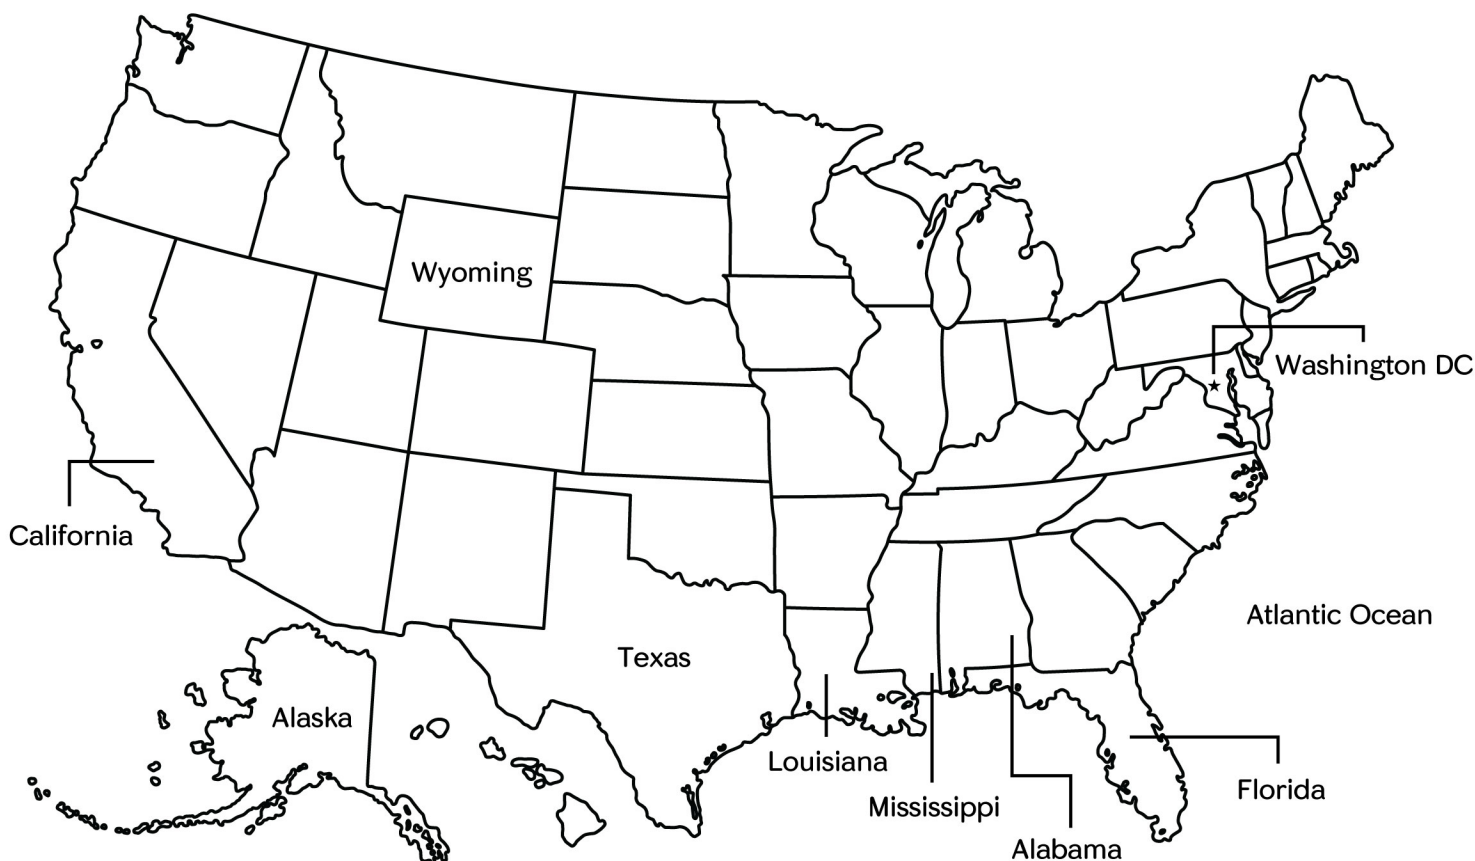 Wyoming
Washington DC
California
Atlantic Ocean
Texas
Alaska
Louisiana
Florida
Mississippi
Alabama